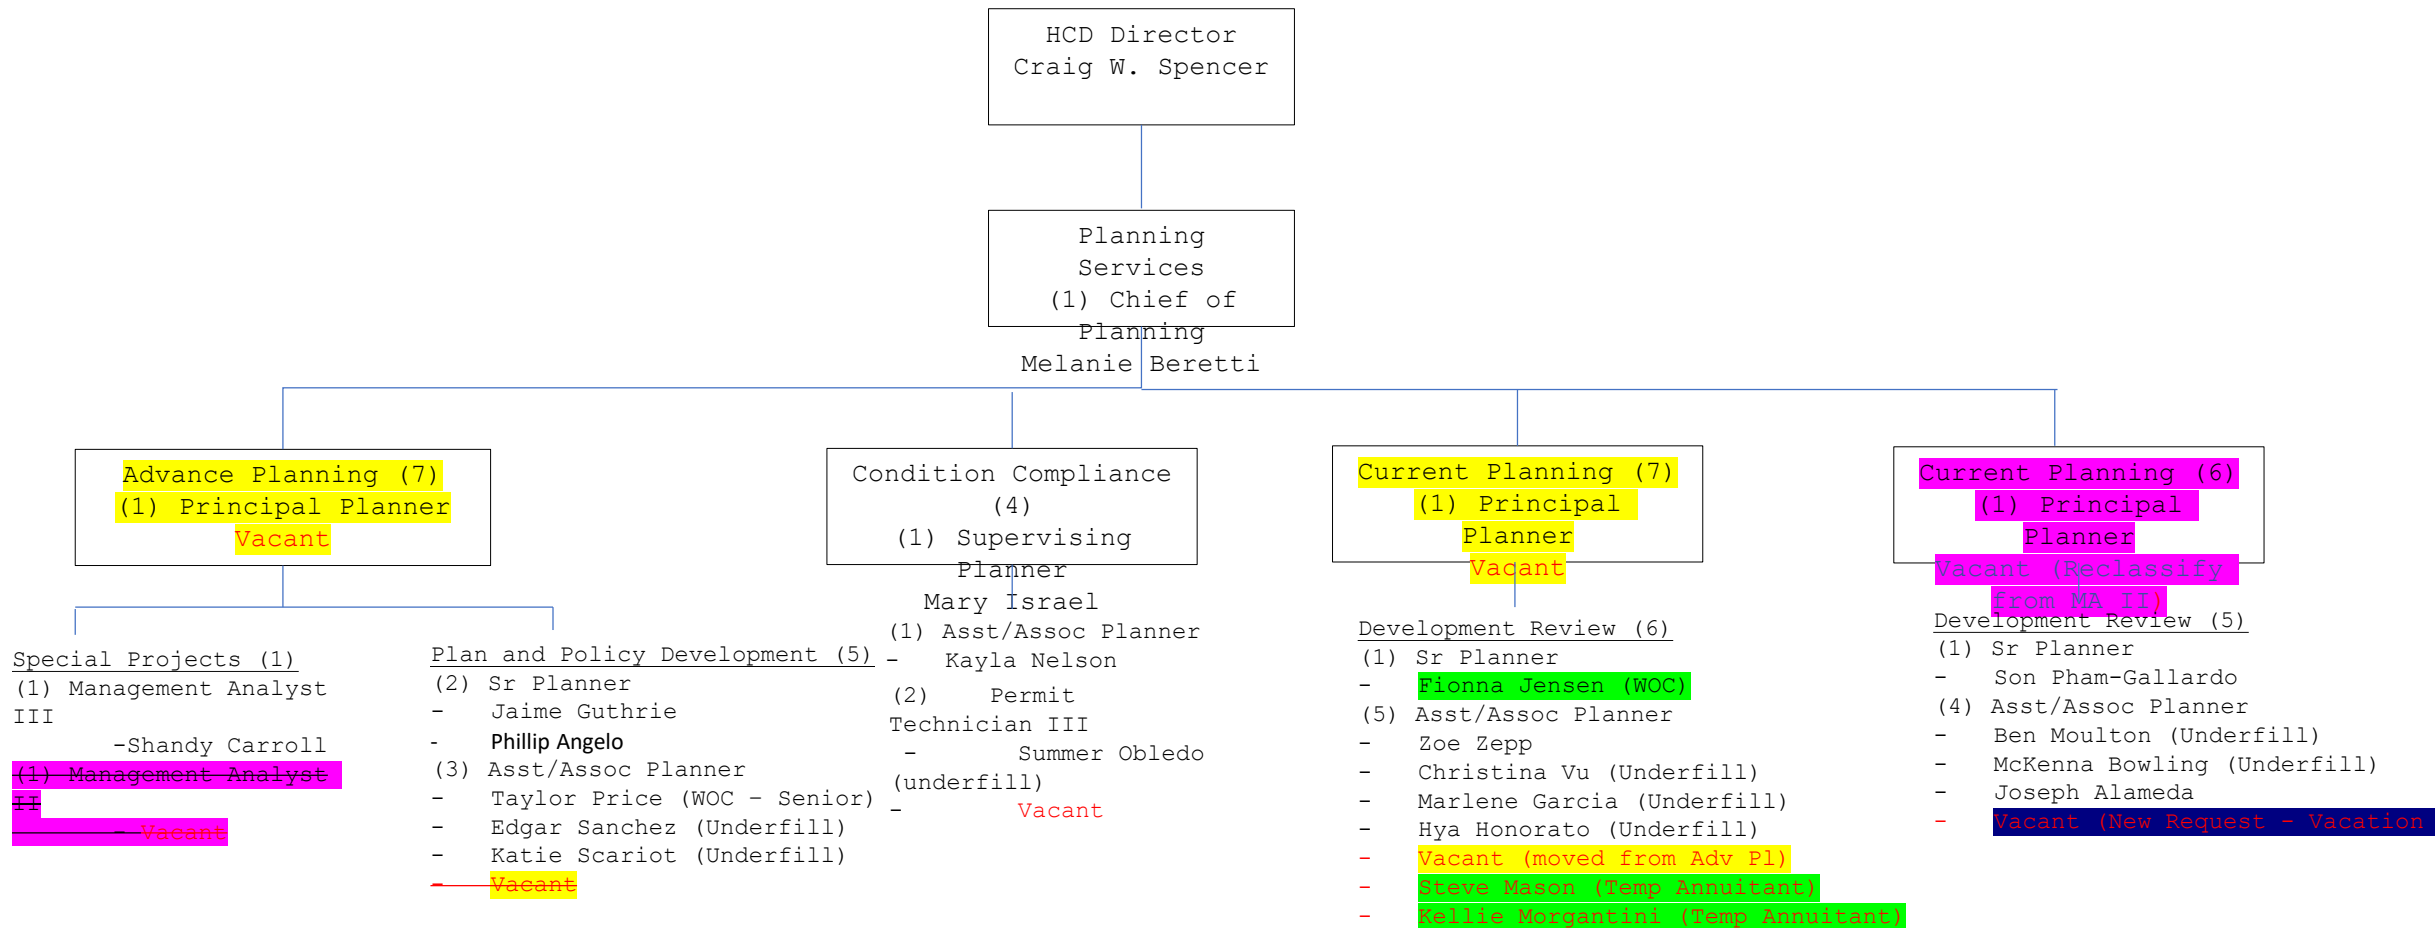 HCD Director
Craig W. Spencer
Planning
Services
(1) Chief of
Planning
Melanie Beretti
Advance Planning (7)
(1) Principal Planner
Vacant
Condition Compliance
(4)
(1) Supervising
Planner
Mary Israel
Current Planning (7)
(1) Principal
Planner
Vacant
Current Planning (6)
(1) Principal
Planner
Vacant (Reclassify
from MA II)
Special Projects (1)
(1) Management Analyst
III
-Shandy Carroll
(1) Management Analyst
II
- Vacant
Plan and Policy Development (5)
(2) Sr Planner
- Jaime Guthrie
- Phillip Angelo
(3) Asst/Assoc Planner
- Taylor Price (WOC – Senior)
- Edgar Sanchez (Underfill)
- Katie Scariot (Underfill)
- Vacant
(1) Asst/Assoc Planner
- Kayla Nelson
(2) Permit
Technician III
- Summer Obledo
(underfill)
- Vacant
Development Review (6)
(1) Sr Planner
- Fionna Jensen (WOC)
(5) Asst/Assoc Planner
- Zoe Zepp
- Christina Vu (Underfill)
- Marlene Garcia (Underfill)
- Hya Honorato (Underfill)
- Vacant (moved from Adv Pl)
- Steve Mason (Temp Annuitant)
- Kellie Morgantini (Temp Annuitant)
Development Review (5)
(1) Sr Planner
- Son Pham-Gallardo
(4) Asst/Assoc Planner
- Ben Moulton (Underfill)
- McKenna Bowling (Underfill)
- Joseph Alameda
- Vacant (New Request – Vacation